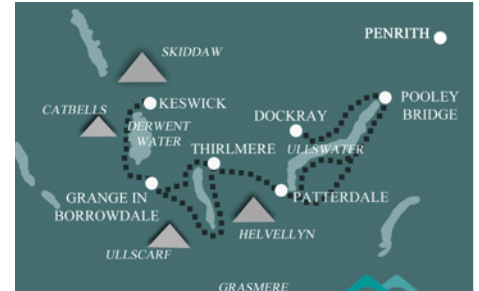 PENRITH
SKIDDAW
KESWICK
POOLEY
BRIDGE
CATBELLS
DOCKRAY
DERWENT
WATER
THIRLMERE
ULLSWATER
GRANGE IN
BORROWDALE
PATTERDALE
HELVELLYN
ULLSCARF
GRASMERE